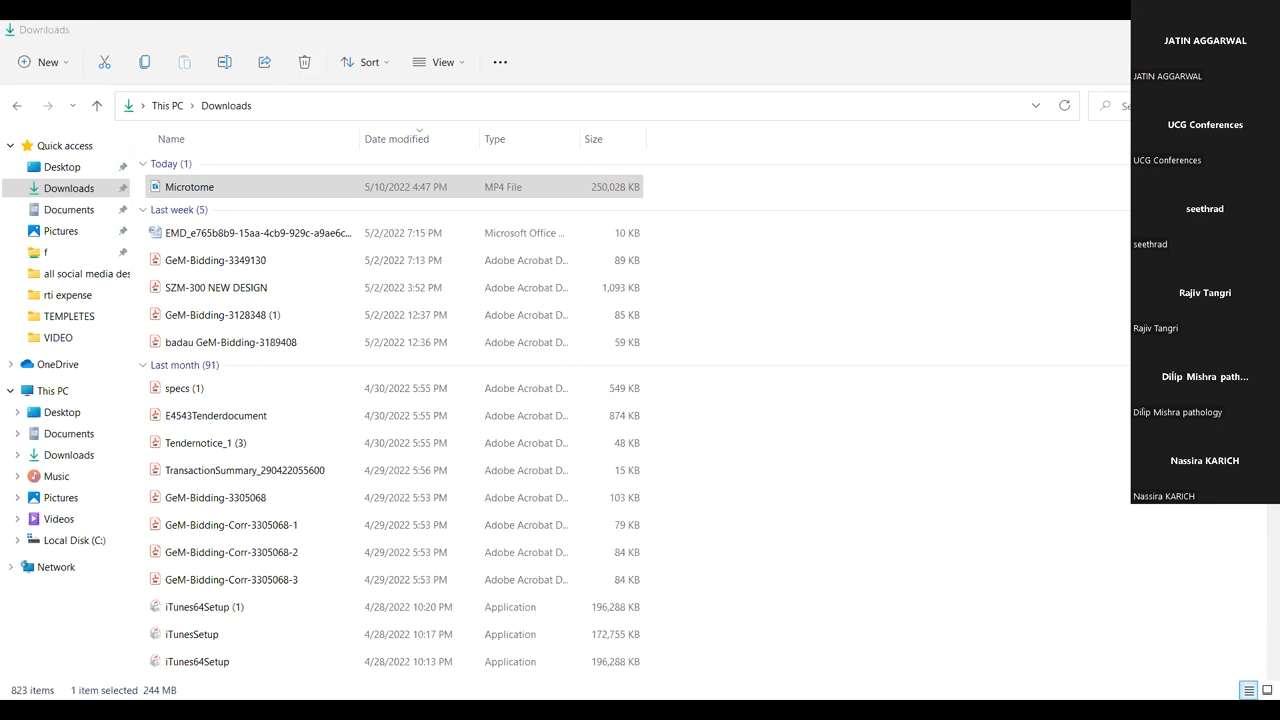 Downloads
New
Sort
View
This PC
Downloads
Name
Date modified
Type
Size
Quick access
Desktop
Downloads
Documents
Pictures
f
all social media des
rti expense
TEMPLETES
VIDEO
OneDrive
This PC
Desktop
Documents
Downloads
Music
Pictures
Videos
Local Disk (C:)
Network
Today (1)
Microtome 5/10/2022 4:47 PM MP4 File 250,028 KB
Last week (5)
EMD_e765b8b9-15aa-4cb9-929c-a9ae6c... 5/2/2022 7:15 PM Microsoft Office ... 10 KB
GeM-Bidding-3349130 5/2/2022 7:13 PM Adobe Acrobat D... 89 KB
SZM-300 NEW DESIGN 5/2/2022 3:52 PM Adobe Acrobat D... 1,093 KB
GeM-Bidding-3128348 (1) 5/2/2022 12:37 PM Adobe Acrobat D... 85 KB
badau GeM-Bidding-3189408 5/2/2022 12:36 PM Adobe Acrobat D... 59 KB
Last month (91)
specs (1) 4/30/2022 5:55 PM Adobe Acrobat D... 549 KB
E4543Tenderdocument 4/30/2022 5:55 PM Adobe Acrobat D... 874 KB
Tendernotice_1 (3) 4/30/2022 5:55 PM Adobe Acrobat D... 48 KB
TransactionSummary_290422055600 4/29/2022 5:56 PM Adobe Acrobat D... 15 KB
GeM-Bidding-3305068 4/29/2022 5:53 PM Adobe Acrobat D... 103 KB
GeM-Bidding-Corr-3305068-1 4/29/2022 5:53 PM Adobe Acrobat D... 79 KB
GeM-Bidding-Corr-3305068-2 4/29/2022 5:53 PM Adobe Acrobat D... 84 KB
GeM-Bidding-Corr-3305068-3 4/29/2022 5:53 PM Adobe Acrobat D... 84 KB
iTunes64Setup (1) 4/28/2022 10:20 PM Application 196,288 KB
iTunesSetup 4/28/2022 10:17 PM Application 172,755 KB
iTunes64Setup 4/28/2022 10:13 PM Application 196,288 KB
823 items 1 item selected 244 MB
JATIN AGGARWAL
JATIN AGGARWAL
UCG Conferences
UCG Conferences
seethrad
seethrad
Rajiv Tangri
Rajiv Tangri
Dilip Mishra path...
Dilip Mishra pathology
Nassira KARICH
Nassira KARICH